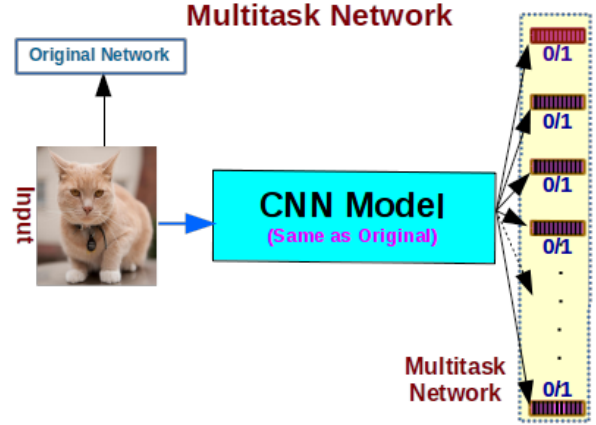 Multitask Network
Original Network
Input
CNN Model
(Same as Original)
0/1
0/1
0/1
0/1
0/1
Multitask
Network